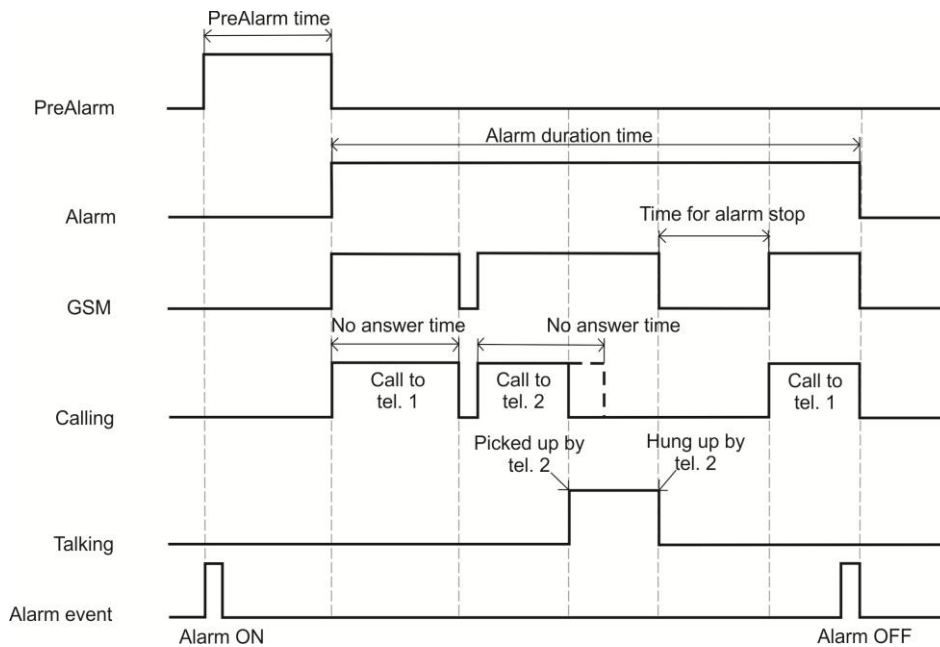 PreAlarm time
PreAlarm
Alarm duration time
Alarm
Time for alarm stop
GSM
No answer time
No answer time
Call to
tel. 1
Call to
tel. 2
Call to
tel. 1
Calling
Picked up by
tel. 2
Hung up by
tel. 2
Talking
Alarm event
Alarm ON
Alarm OFF